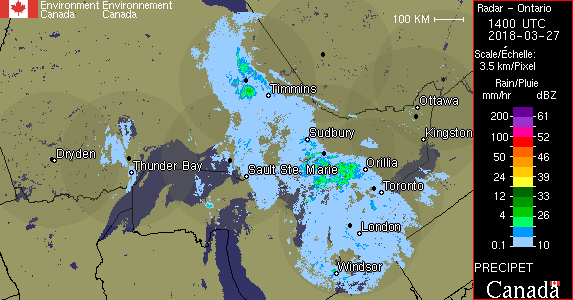 Environment Environnement
Canada Canada
100 KM
Timmins
Ottawa
Sudbury
Kingston
Dryden
Thunder Bay
Sault Ste. Marie
Orillia
Toronto
London
Windsor
Radar - Ontario
1400 UTC
2018-03-27
Scale/Échelle:
3.5 km/Pixel
Rain/Pluie
mm/hr dBZ
200 61
100 56
50 52
50 46
24 39
12 33
4 26
0.1 10
PRECIPET
Canada